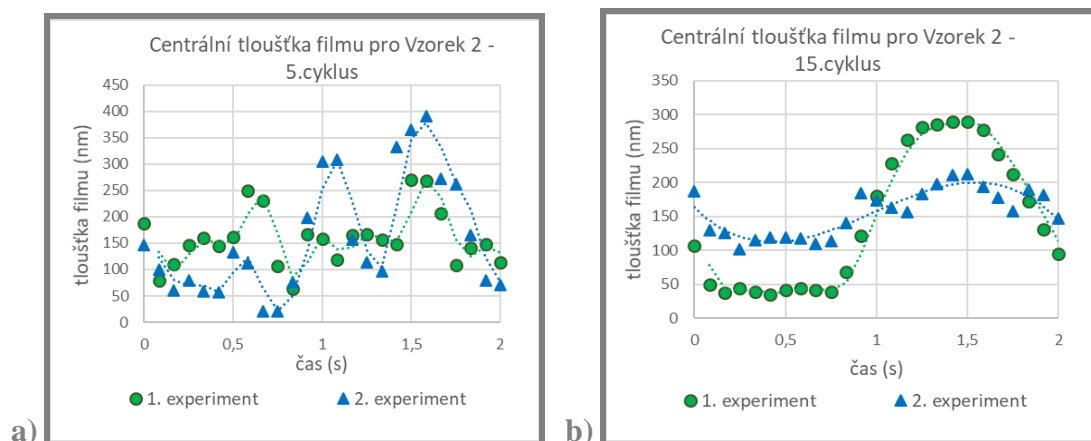 Centrální tloušťka filmu pro Vzorek 2 -
5.cyklus
tloušťka filmu (nm)
450
400
350
300
250
200
150
100
50
0
0
0,5
1
1,5
2
čas (s)
1. experiment
2. experiment
a)
Centrální tloušťka filmu pro Vzorek 2 -
15.cyklus
tloušťka filmu (nm)
350
300
250
200
150
100
50
0
0
0,5
1
1,5
2
čas (s)
1. experiment
2. experiment
b)